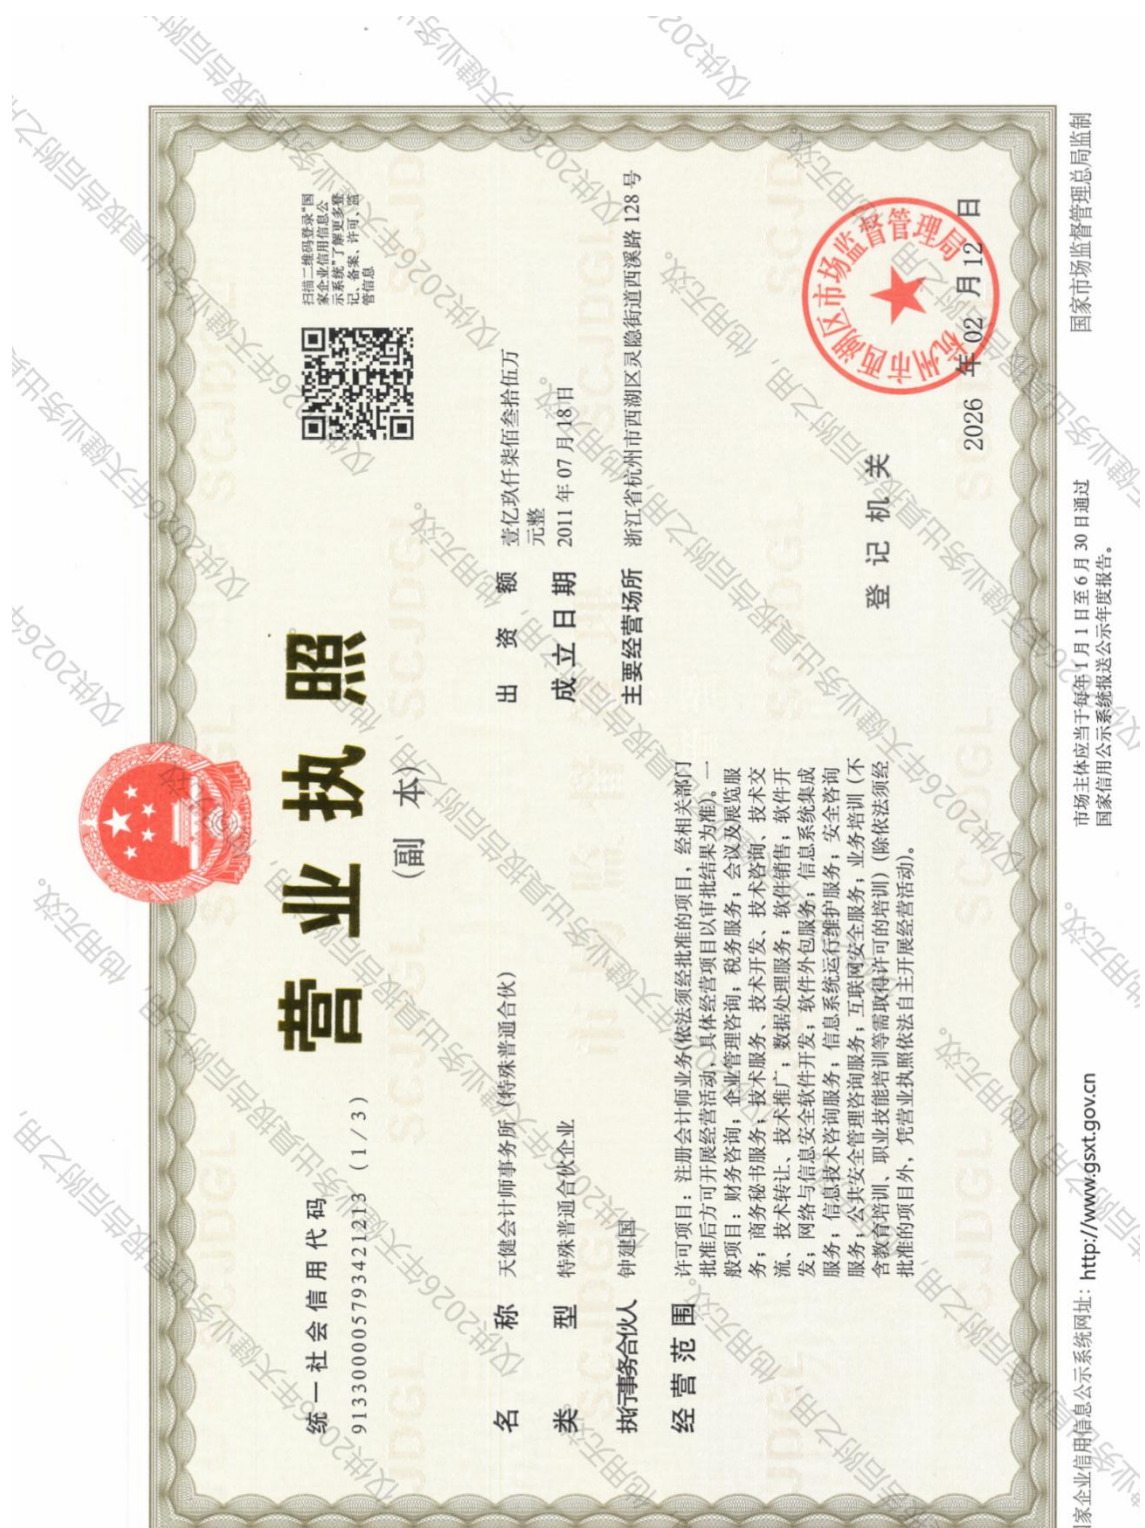 统一社会信用代码
913300005793421213 (1/3)
营业执照
(副 本)
扫描二维码登录“国
家企业信用信息公
示系统”了解更多登
记、备案、许可、监
管信息
名 称 天健会计师事务所(特殊普通合伙)
类 型 特殊普通合伙企业
执行事务合伙人 钟建国
经营范围 许可项目:注册会计师业务(依法须经批准的项目,经相关部门
批准后方可开展经营活动,具体经营项目以审批结果为准)。一
般项目:财务咨询;企业管理咨询;税务服务;会议及展览服
务;商务秘书服务;技术服务、技术开发、技术咨询、技术交
流、技术转让、技术推广;数据处理服务;软件销售;软件开
发;网络与信息安全软件开发;软件外包服务;信息系统集成
服务;信息技术咨询服务;信息系统运行维护服务;安全咨询
服务;公共安全管理咨询服务;互联网安全服务;业务培训(不
含教育培训、职业技能培训等需取得许可的培训)(除依法须经
批准的项目外,凭营业执照依法自主开展经营活动)。
出 资 额 壹亿玖仟柒佰叁拾伍万
元整
成立日期 2011年07月18日
主要经营场所 浙江省杭州市西湖区灵隐街道西溪路128号
登记机关
杭州市西湖区市场监督管理局
2026 年 02 月 12 日
国家企业信用信息公示系统网址:http://www.gsxt.gov.cn
市场主体应当于每年1月1日至6月30日通过
国家信用公示系统报送公示年度报告。
国家市场监督管理总局监制
仅供2026年天健业务出具报告后附之用,他用无效。
SCJDGL